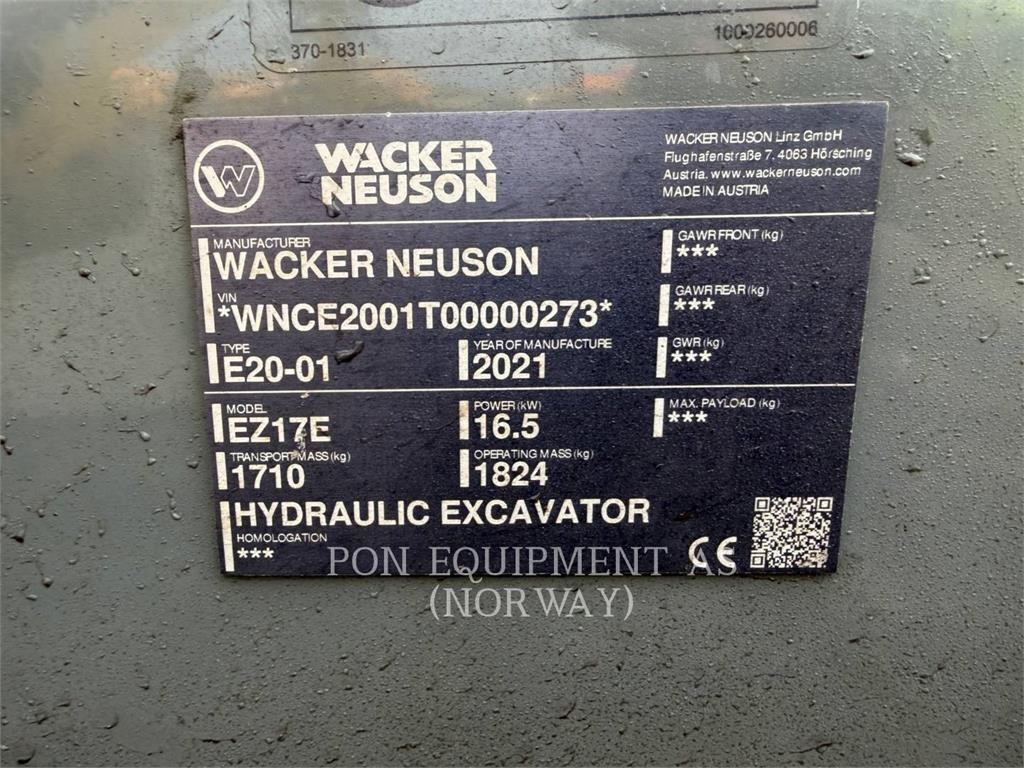 370-1831
1000260006
WACKER
NEUSON
WACKER NEUSON Linz GmbH
Flughafenstraße 7, 4063 Hörsching
Austria, www.wackerneuson.com
MADE IN AUSTRIA
MANUFACTURER
WACKER NEUSON
GAWR FRONT (kg)
***
VIN
*WNCE2001T00000273*
GAWR REAR (kg)
***
TYPE
E20-01
YEAR OF MANUFACTURE
2021
GWR (kg)
***
MODEL
EZ17E
POWER (kW)
16.5
MAX. PAYLOAD (kg)
***
TRANSPORT MASS (kg)
1710
OPERATING MASS (kg)
1824
HYDRAULIC EXCAVATOR
HOMOLOGATION
***
CE
PON EQUIPMENT AS
(NORWAY)